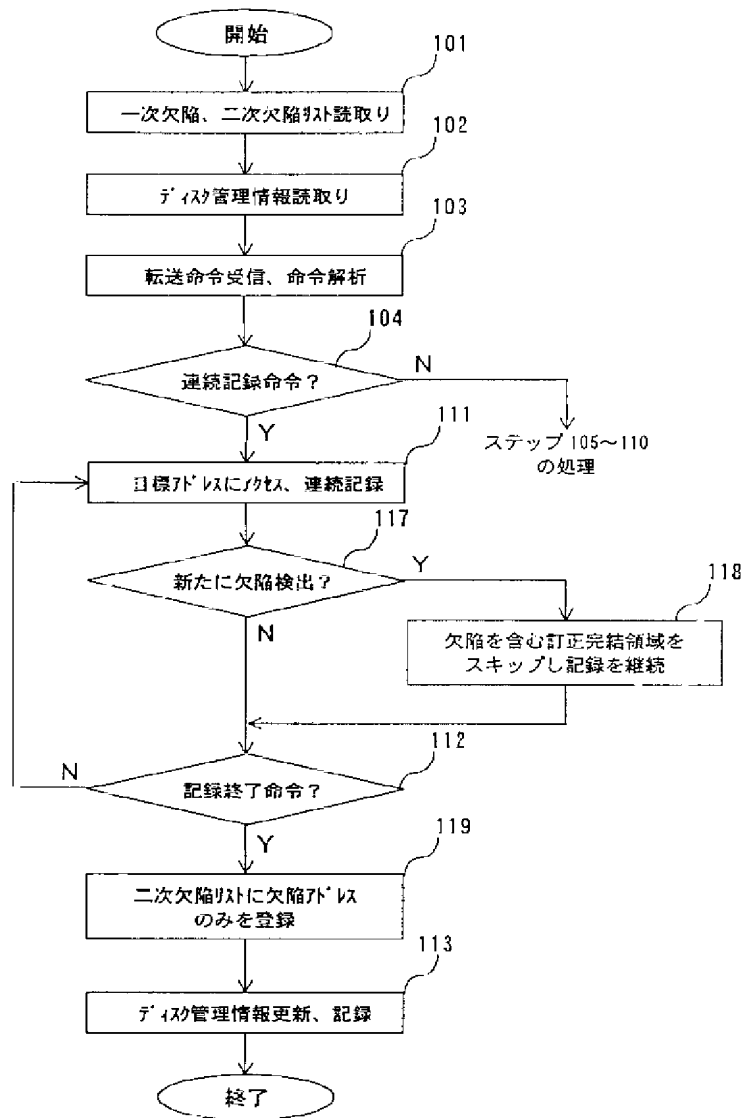 開始
101
一次欠陥、二次欠陥ﾘｽﾄ読取り
102
ﾃﾞｨｽｸ管理情報読取り
103
転送命令受信、命令解析
104
連続記録命令？
N
Y
ステップ105～110
の処理
111
目標ｱﾄﾞﾚｽにｱｸｾｽ、連続記録
117
新たに欠陥検出？
Y
N
118
欠陥を含む訂正完結領域を
スキップし記録を継続
112
記録終了命令？
N
Y
119
二次欠陥ﾘｽﾄに欠陥ｱﾄﾞﾚｽ
のみを登録
113
ﾃﾞｨｽｸ管理情報更新、記録
終了